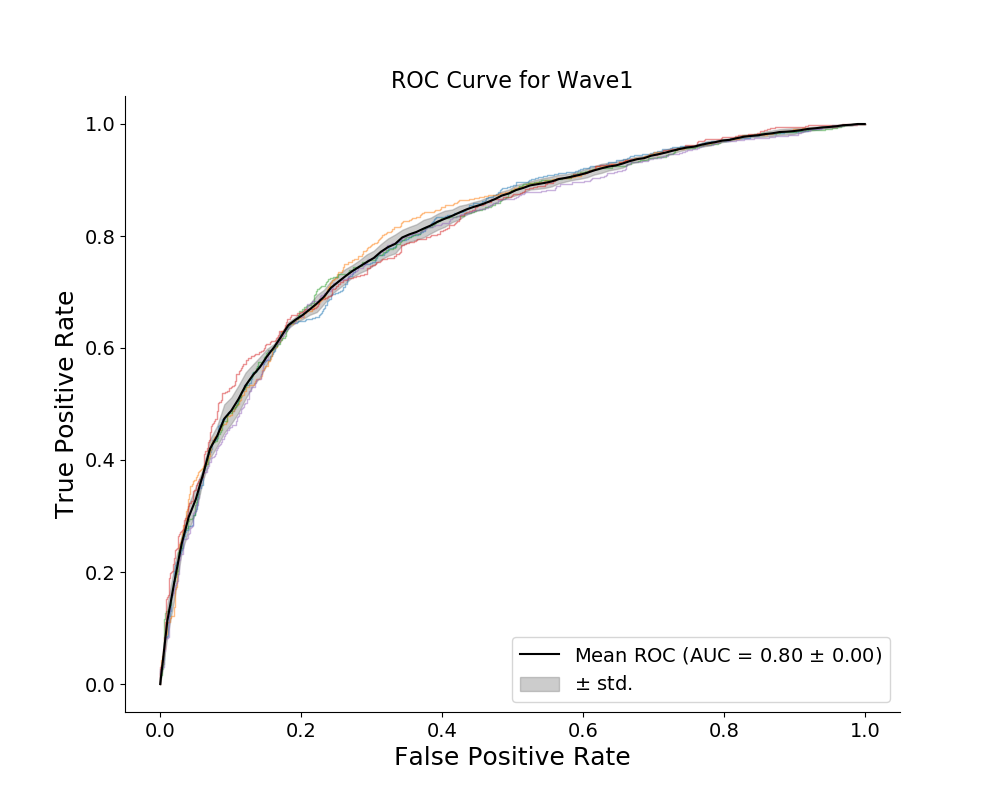 ROC Curve for Wave1
1.0
0.8
0.6
0.4
0.2
0.0
True Positive Rate
Mean ROC (AUC = 0.80 ± 0.00)
± std.
0.0 0.2 0.4 0.6 0.8 1.0
False Positive Rate